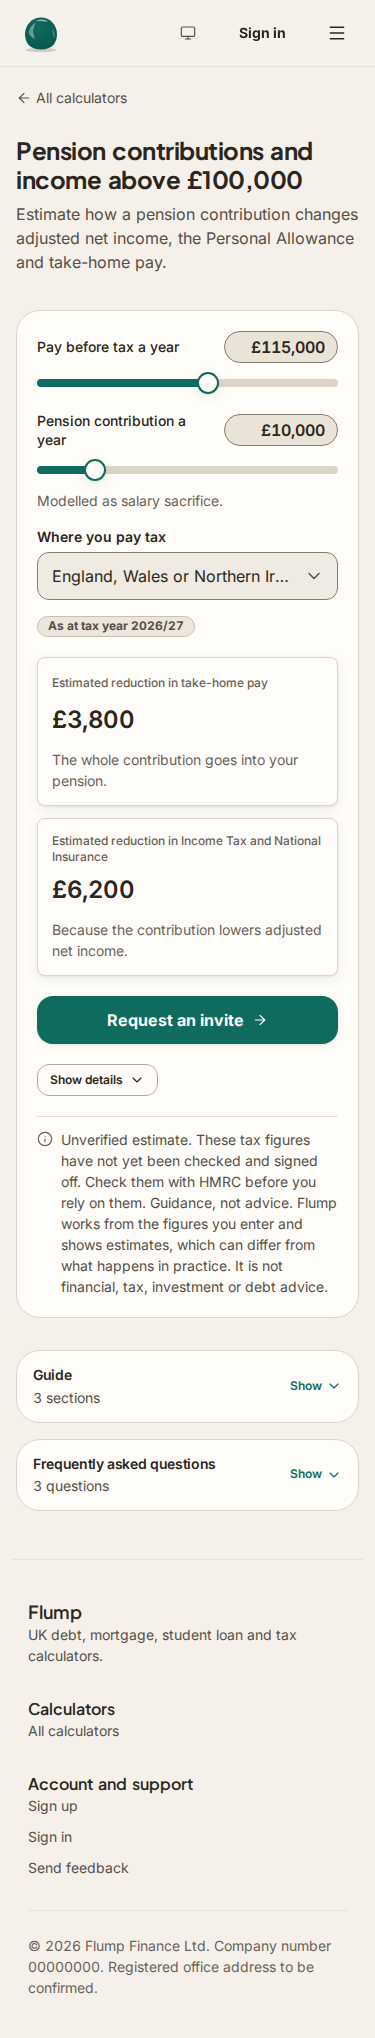 Sign in
All calculators
Pension contributions and
income above £100,000
Estimate how a pension contribution changes
adjusted net income, the Personal Allowance
and take-home pay.
Pay before tax a year
£115,000
Pension contribution a
year
£10,000
Modelled as salary sacrifice.
Where you pay tax
England, Wales or Northern Ir...
As at tax year 2026/27
Estimated reduction in take-home pay
£3,800
The whole contribution goes into your
pension.
Estimated reduction in Income Tax and National
Insurance
£6,200
Because the contribution lowers adjusted
net income.
Request an invite
Show details
Unverified estimate. These tax figures
have not yet been checked and signed
off. Check them with HMRC before you
rely on them. Guidance, not advice. Flump
works from the figures you enter and
shows estimates, which can differ from
what happens in practice. It is not
financial, tax, investment or debt advice.
Guide
3 sections
Show
Frequently asked questions
3 questions
Show
Flump
UK debt, mortgage, student loan and tax
calculators.
Calculators
All calculators
Account and support
Sign up
Sign in
Send feedback
© 2026 Flump Finance Ltd. Company number
00000000. Registered office address to be
confirmed.